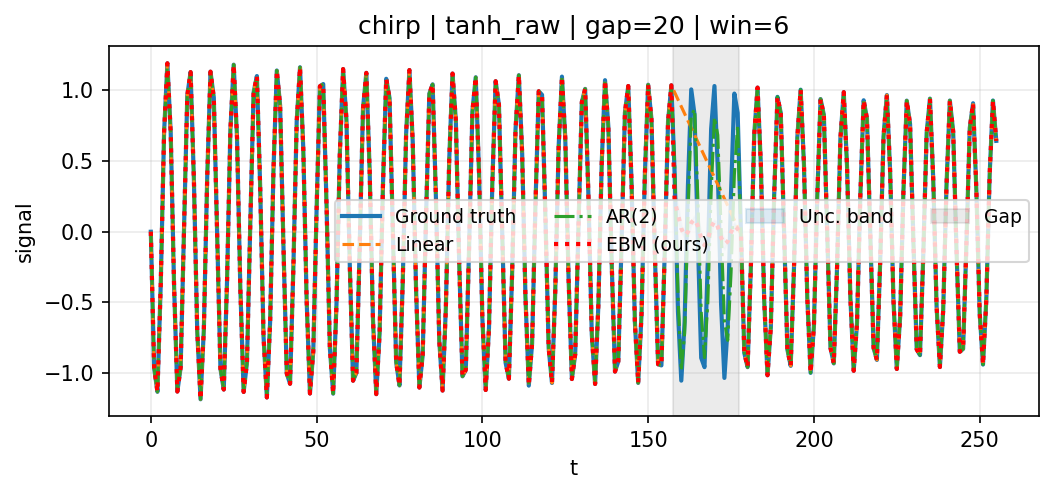 chirp | tanh_raw | gap=20 | win=6
signal
1.0
0.5
0.0
−0.5
−1.0
Ground truth
Linear
AR(2)
EBM (ours)
Unc. band
Gap
0 50 100 150 200 250
t